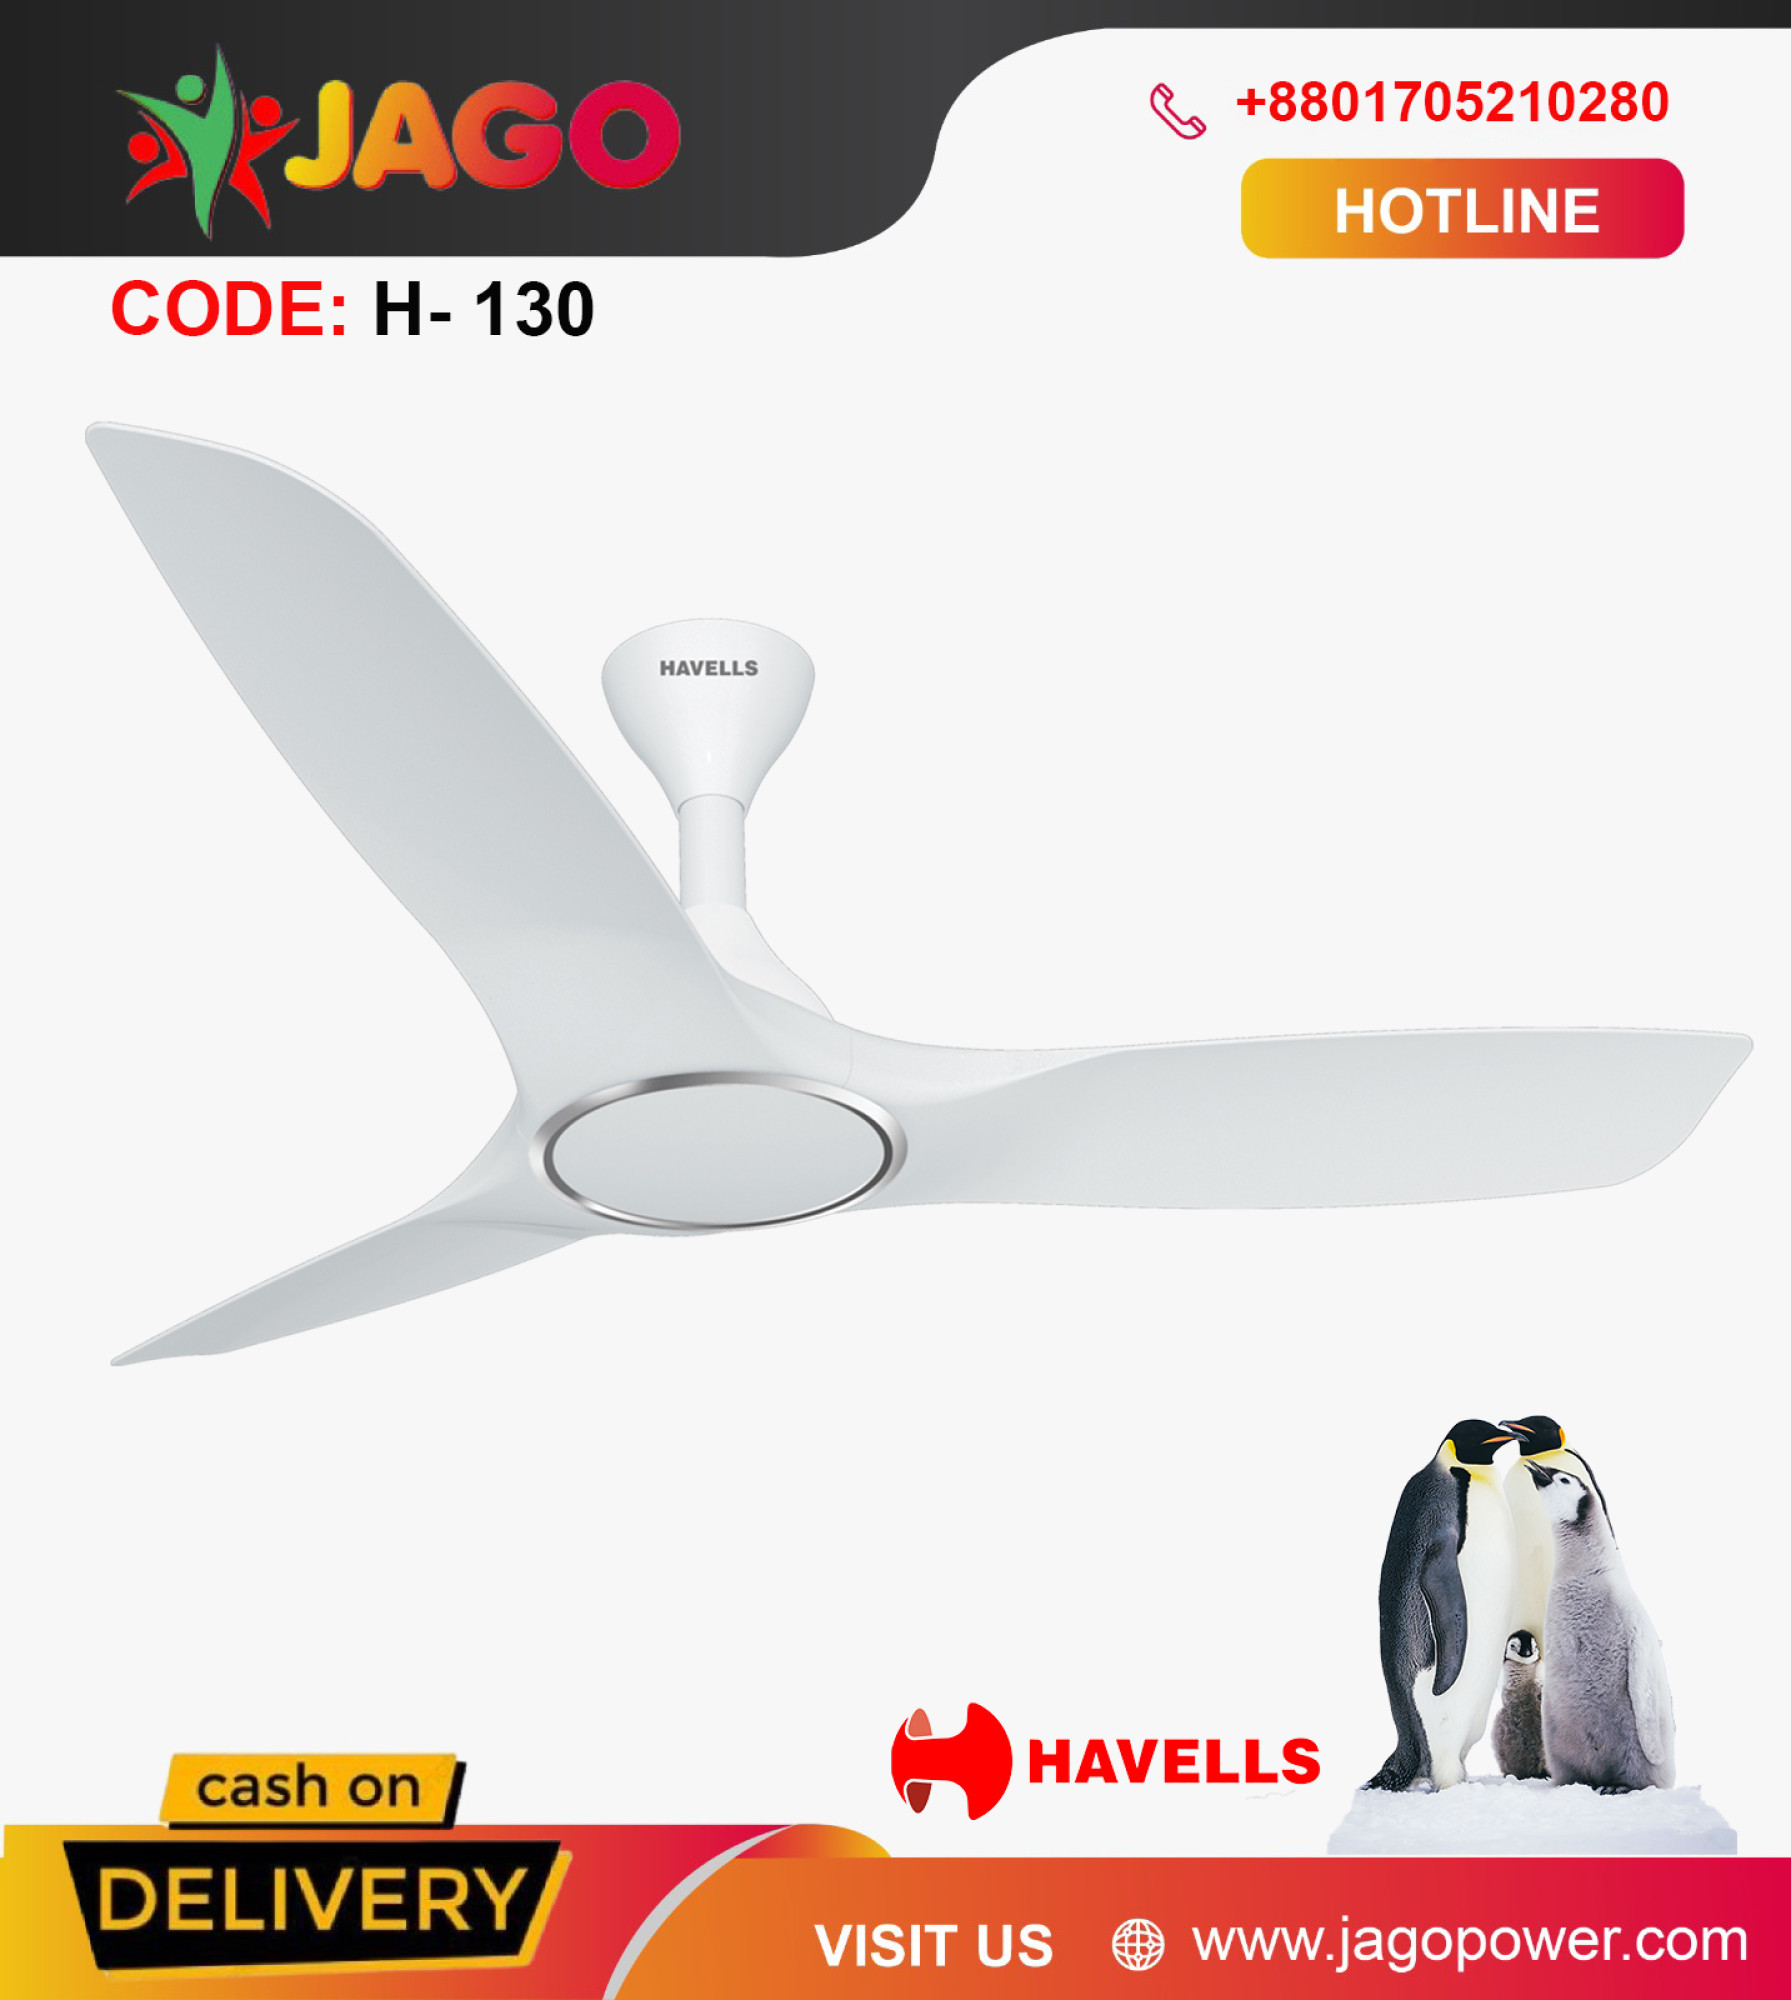 JAGO
+8801705210280
HOTLINE
CODE: H- 130
HAVELLS
HAVELLS
cash on
DELIVERY
VISIT US
www.jagopower.com